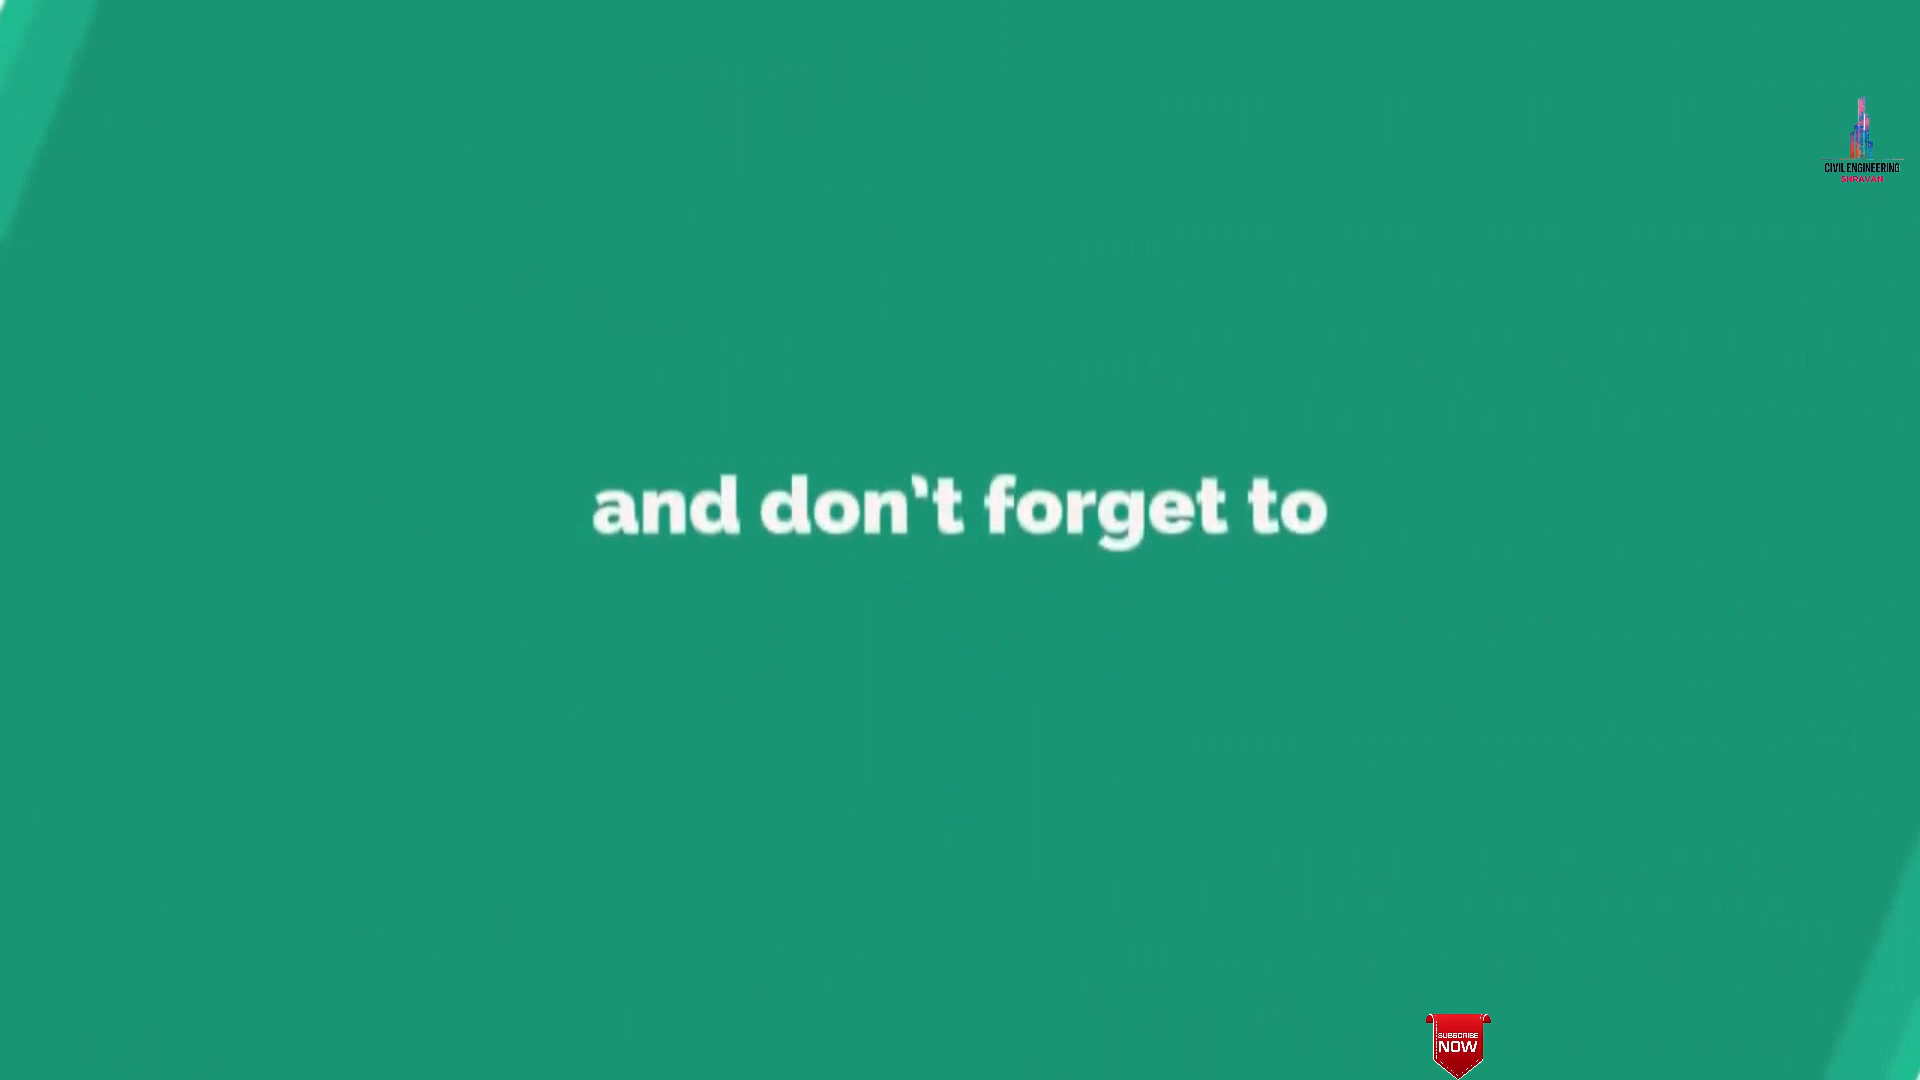 CIVIL ENGINEERING
SHRAVAN
and don't forget to
SUBSCRIBE
NOW